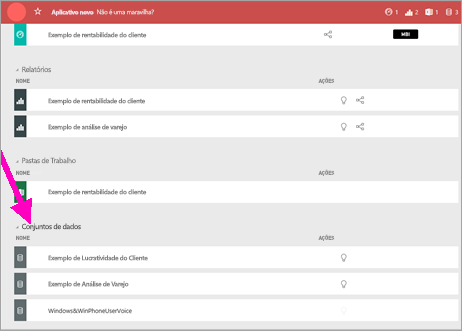 Aplicativo novo Não é uma maravilha? 1 2 1 3
Exemplo de rentabilidade do cliente MBI
Relatórios
NOME AÇÕES
Exemplo de rentabilidade do cliente
Exemplo de análise de varejo
Pastas de Trabalho
NOME AÇÕES
Exemplo de rentabilidade do cliente
Conjuntos de dados
NOME AÇÕES
Exemplo de Lucratividade do Cliente
Exemplo de Análise de Varejo
Windows&WinPhoneUserVoice